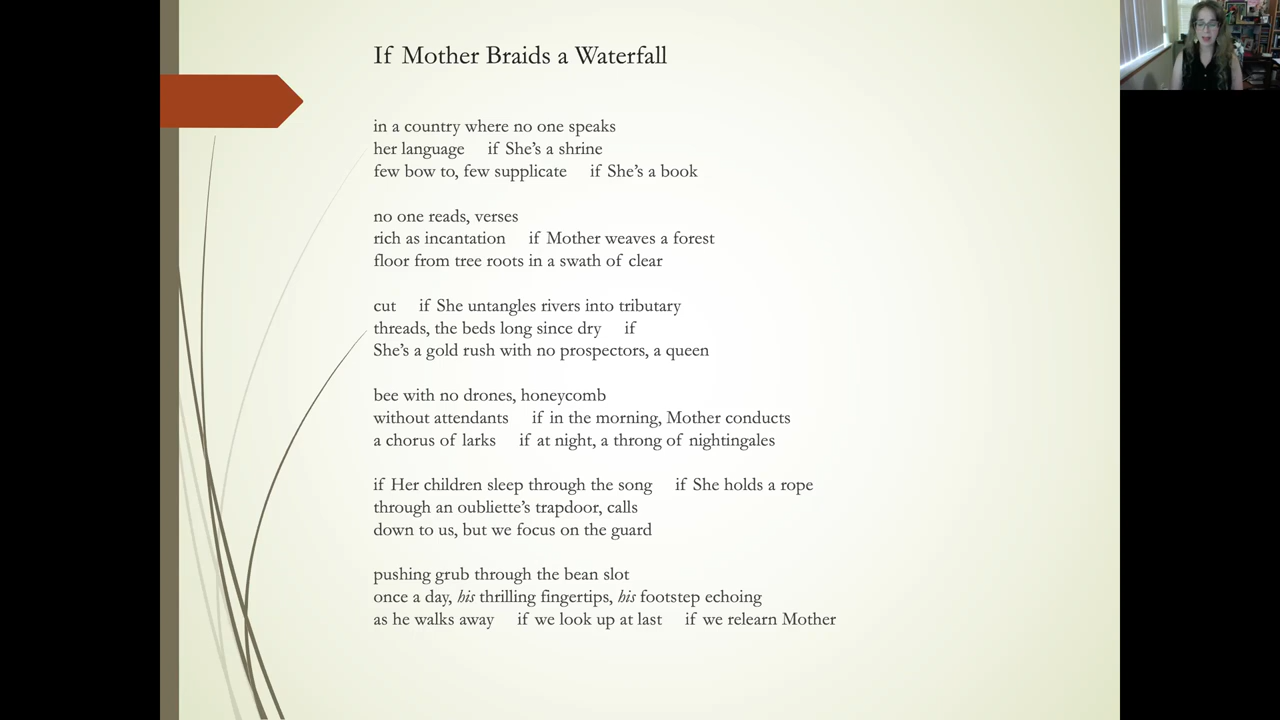 If Mother Braids a Waterfall
in a country where no one speaks
her language if She’s a shrine
few bow to, few supplicate if She’s a book
no one reads, verses
rich as incantation if Mother weaves a forest
floor from tree roots in a swath of clear
cut if She untangles rivers into tributary
threads, the beds long since dry if
She’s a gold rush with no prospectors, a queen
bee with no drones, honeycomb
without attendants if in the morning, Mother conducts
a chorus of larks if at night, a throng of nightingales
if Her children sleep through the song if She holds a rope
through an oubliette’s trapdoor, calls
down to us, but we focus on the guard
pushing grub through the bean slot
once a day, his thrilling fingertips, his footstep echoing
as he walks away if we look up at last if we relearn Mother